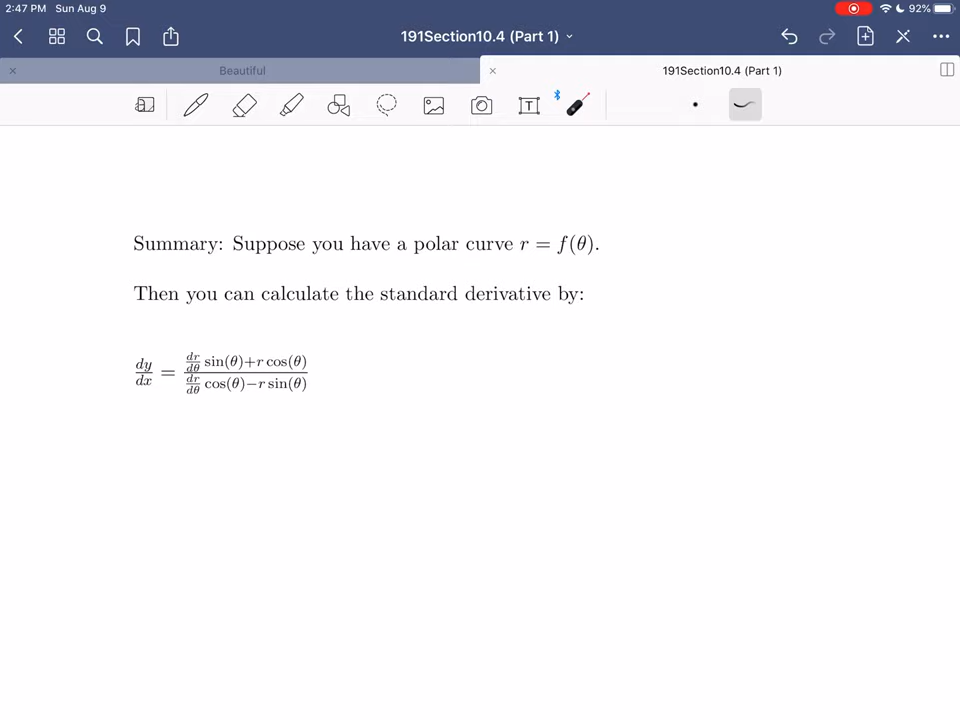 2:47 PM Sun Aug 9
92%
191Section10.4 (Part 1)
Beautiful
191Section10.4 (Part 1)
T
Summary: Suppose you have a polar curve r = f(θ).
Then you can calculate the standard derivative by:
dy/dx = (dr/dθ sin(θ)+r cos(θ))/(dr/dθ cos(θ)−r sin(θ))